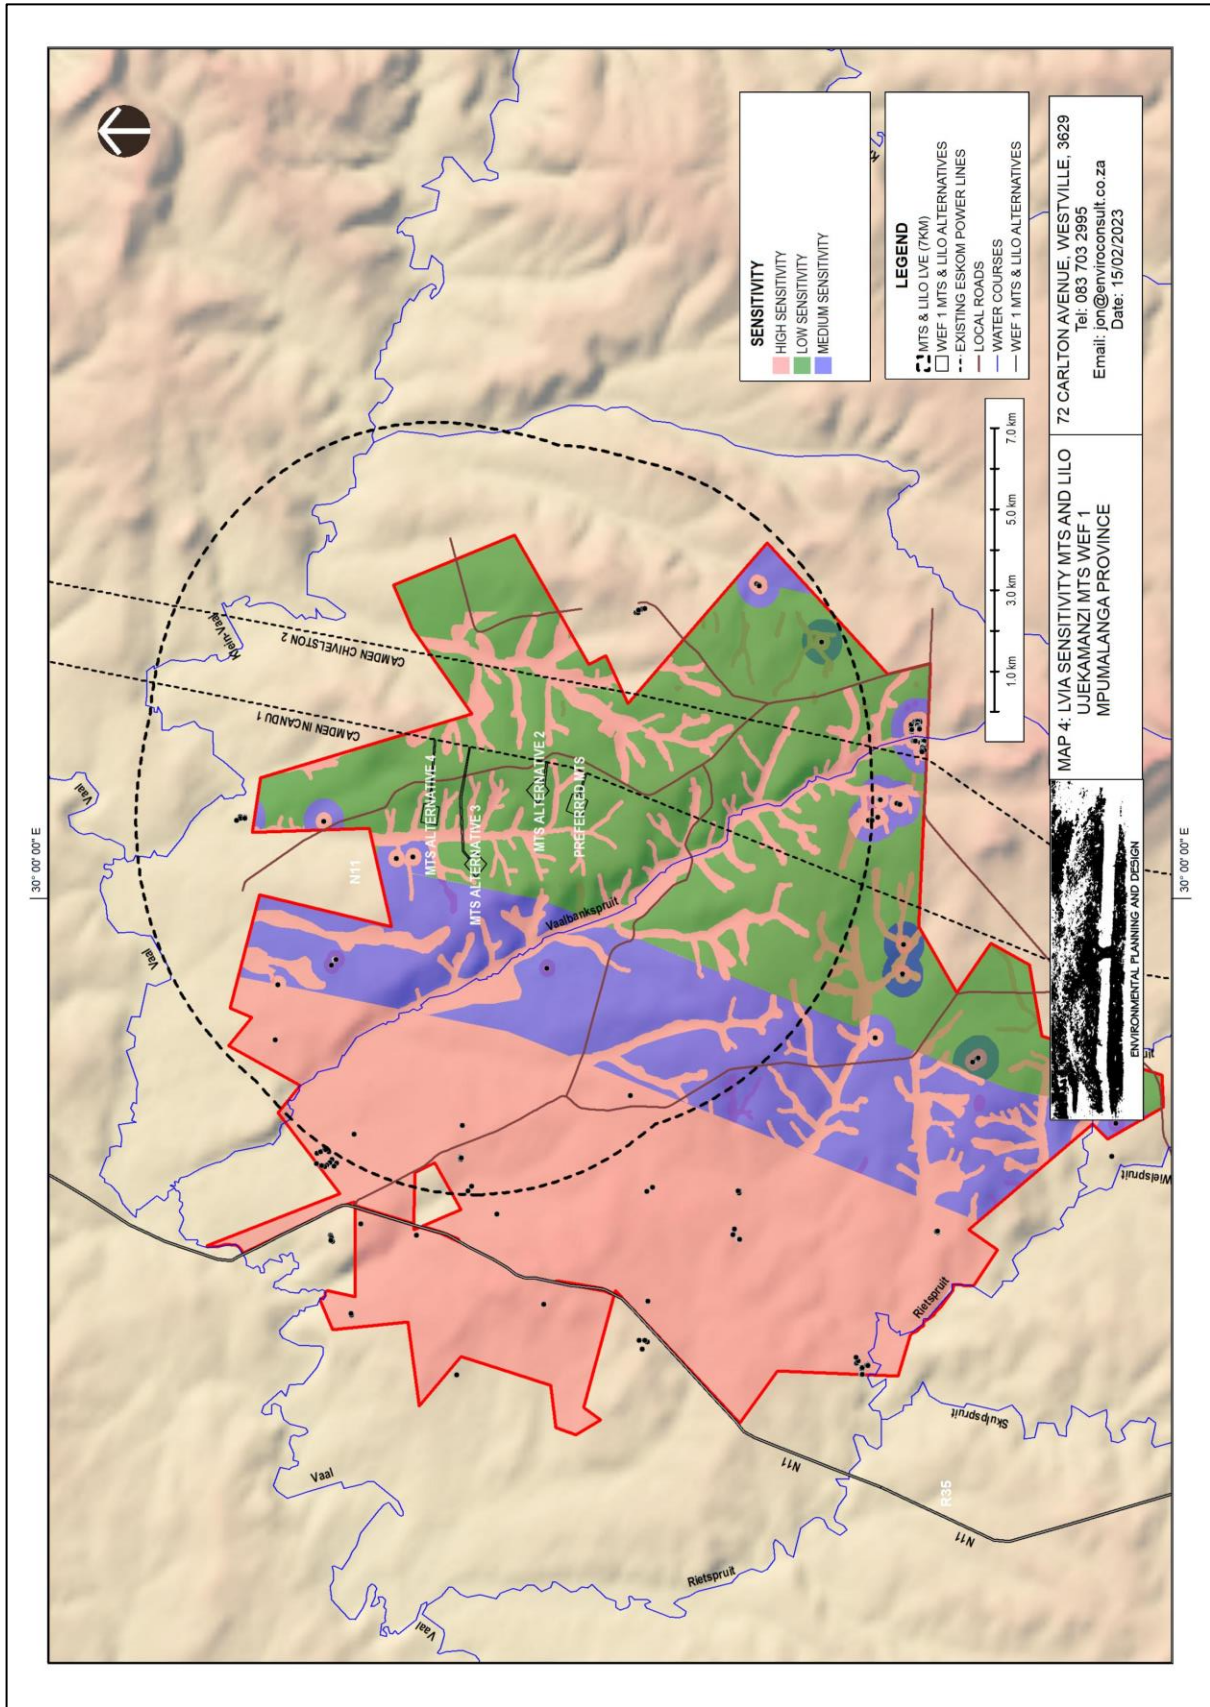 30° 00' 00" E
Vaal
Vaal
Klein-Vaal
CAMDEN CHIVELSTON 2
CAMDEN INCANDU 1
N11
MTS ALTERNATIVE 4
MTS ALTERNATIVE 3
MTS ALTERNATIVE 2
PREFERRED MTS
Vaalbankspruit
Vaal
Vaal
Rietspruit
Rietspruit
Skulpspruit
Wielspruit
N11
R35
N11
SENSITIVITY
HIGH SENSITIVITY
LOW SENSITIVITY
MEDIUM SENSITIVITY
LEGEND
MTS & LILO LVE (7KM)
WEF 1 MTS & LILO ALTERNATIVES
EXISTING ESKOM POWER LINES
LOCAL ROADS
WATER COURSES
WEF 1 MTS & LILO ALTERNATIVES
1.0 km 3.0 km 5.0 km 7.0 km
ENVIRONMENTAL PLANNING AND DESIGN
MAP 4: LVIA SENSITIVITY MTS AND LILO
UJEKAMANZI MTS WEF 1
MPUMALANGA PROVINCE
72 CARLTON AVENUE, WESTVILLE, 3629
Tel: 083 703 2995
Email: jon@enviroconsult.co.za
Date: 15/02/2023
30° 00' 00" E